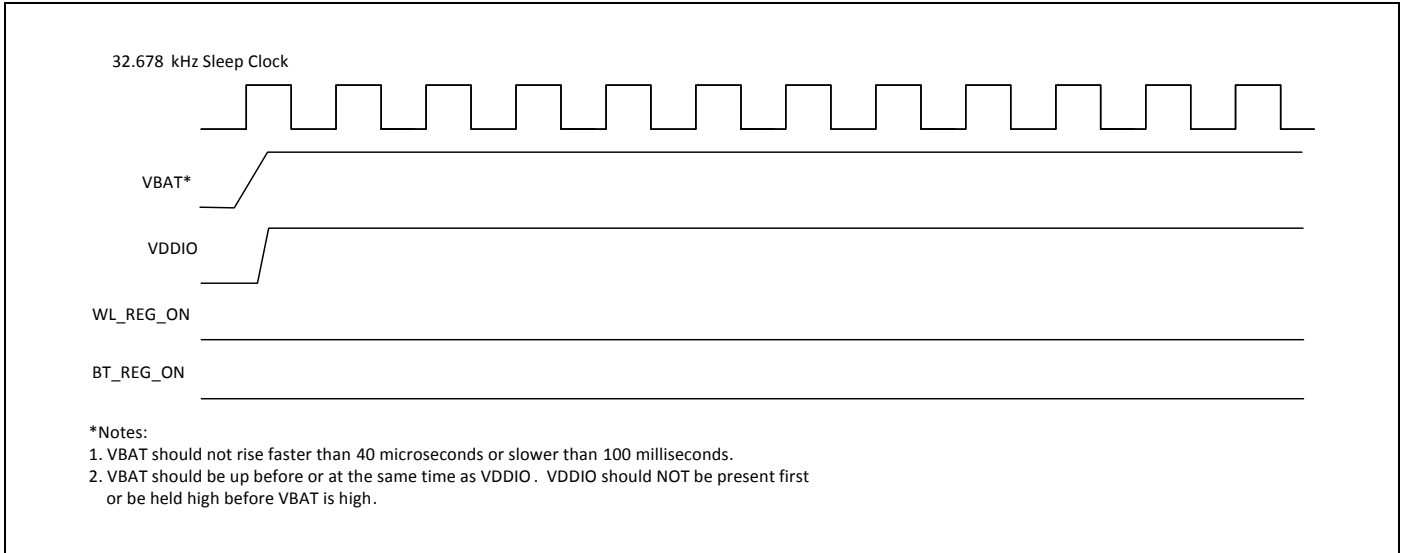 32.678 kHz Sleep Clock
VBAT*
VDDIO
WL_REG_ON
BT_REG_ON
*Notes:
1. VBAT should not rise faster than 40 microseconds or slower than 100 milliseconds.
2. VBAT should be up before or at the same time as VDDIO. VDDIO should NOT be present first
or be held high before VBAT is high.